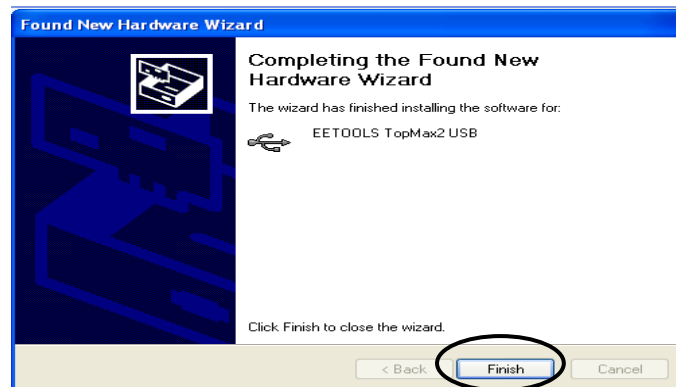 Found New Hardware Wizard
Completing the Found New
Hardware Wizard
The wizard has finished installing the software for:
EETOOLS TopMax2 USB
Click Finish to close the wizard.
< Back
Finish
Cancel